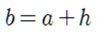 b = a + h